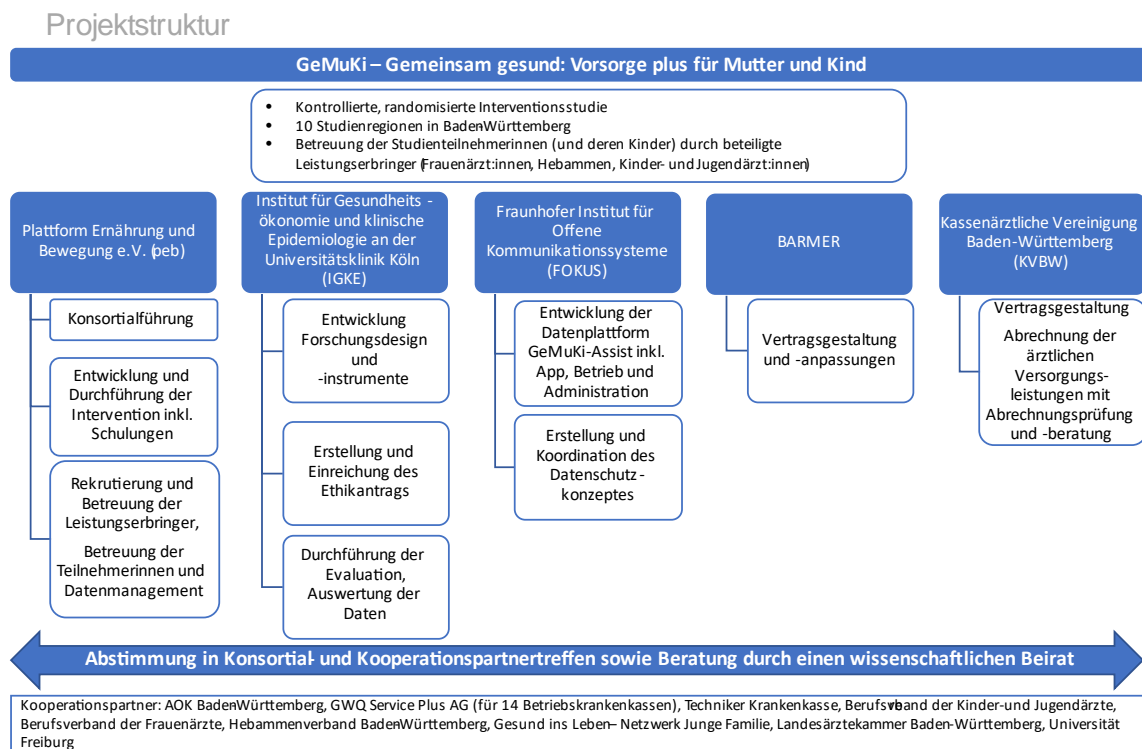 Projektstruktur
GeMuKi – Gemeinsam gesund: Vorsorge plus für Mutter und Kind
• Kontrollierte, randomisierte Interventionsstudie
• 10 Studienregionen in Baden-Württemberg
• Betreuung der Studienteilnehmerinnen (und deren Kinder) durch beteiligte
Leistungserbringer (Frauenärzt:innen, Hebammen, Kinder- und Jugendärzt:innen)
Plattform Ernährung und
Bewegung e.V. (peb)
Konsortialführung
Entwicklung und
Durchführung der
Intervention inkl.
Schulungen
Rekrutierung und
Betreuung der
Leistungserbringer,
Betreuung der
Teilnehmerinnen und
Datenmanagement
Institut für Gesundheits -
ökonomie und klinische
Epidemiologie an der
Universitätsklinik Köln
(IGKE)
Entwicklung
Forschungsdesign
und
-instrumente
Erstellung und
Einreichung des
Ethikantrags
Durchführung der
Evaluation,
Auswertung der
Daten
Fraunhofer Institut für
Offene
Kommunikationssysteme
(FOKUS)
Entwicklung der
Datenplattform
GeMuKi-Assist inkl.
App, Betrieb und
Administration
Erstellung und
Koordination des
Datenschutz-
konzeptes
BARMER
Vertragsgestaltung
und -anpassungen
Kassenärztliche Vereinigung
Baden-Württemberg
(KVBW)
Vertragsgestaltung
Abrechnung der
ärztlichen
Versorgungs-
leistungen mit
Abrechnungsprüfung
und -beratung
Abstimmung in Konsortial- und Kooperationspartnertreffen sowie Beratung durch einen wissenschaftlichen Beirat
Kooperationspartner: AOK Baden-Württemberg, GWQ Service Plus AG (für 14 Betriebskrankenkassen), Techniker Krankenkasse, Berufsverband der Kinder-und Jugendärzte,
Berufsverband der Frauenärzte, Hebammenverband Baden-Württemberg, Gesund ins Leben– Netzwerk Junge Familie, Landesärztekammer Baden-Württemberg, Universität
Freiburg